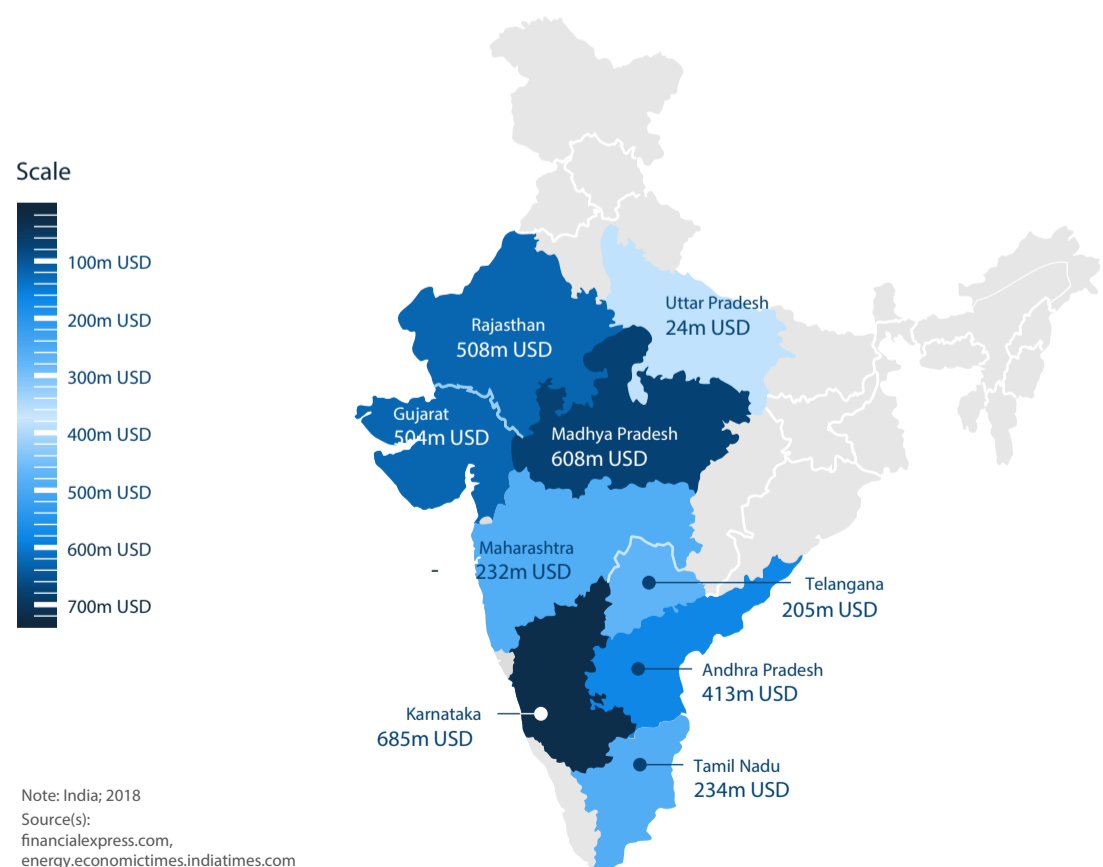 Scale
100m USD
200m USD
300m USD
400m USD
500m USD
600m USD
700m USD
Uttar Pradesh
24m USD
Rajasthan
508m USD
Gujarat
504m USD
Madhya Pradesh
608m USD
Maharashtra
232m USD
-
Telangana
205m USD
Andhra Pradesh
413m USD
Karnataka
685m USD
Tamil Nadu
234m USD
Note: India; 2018
Source(s):
financialexpress.com,
energy.economictimes.indiatimes.com